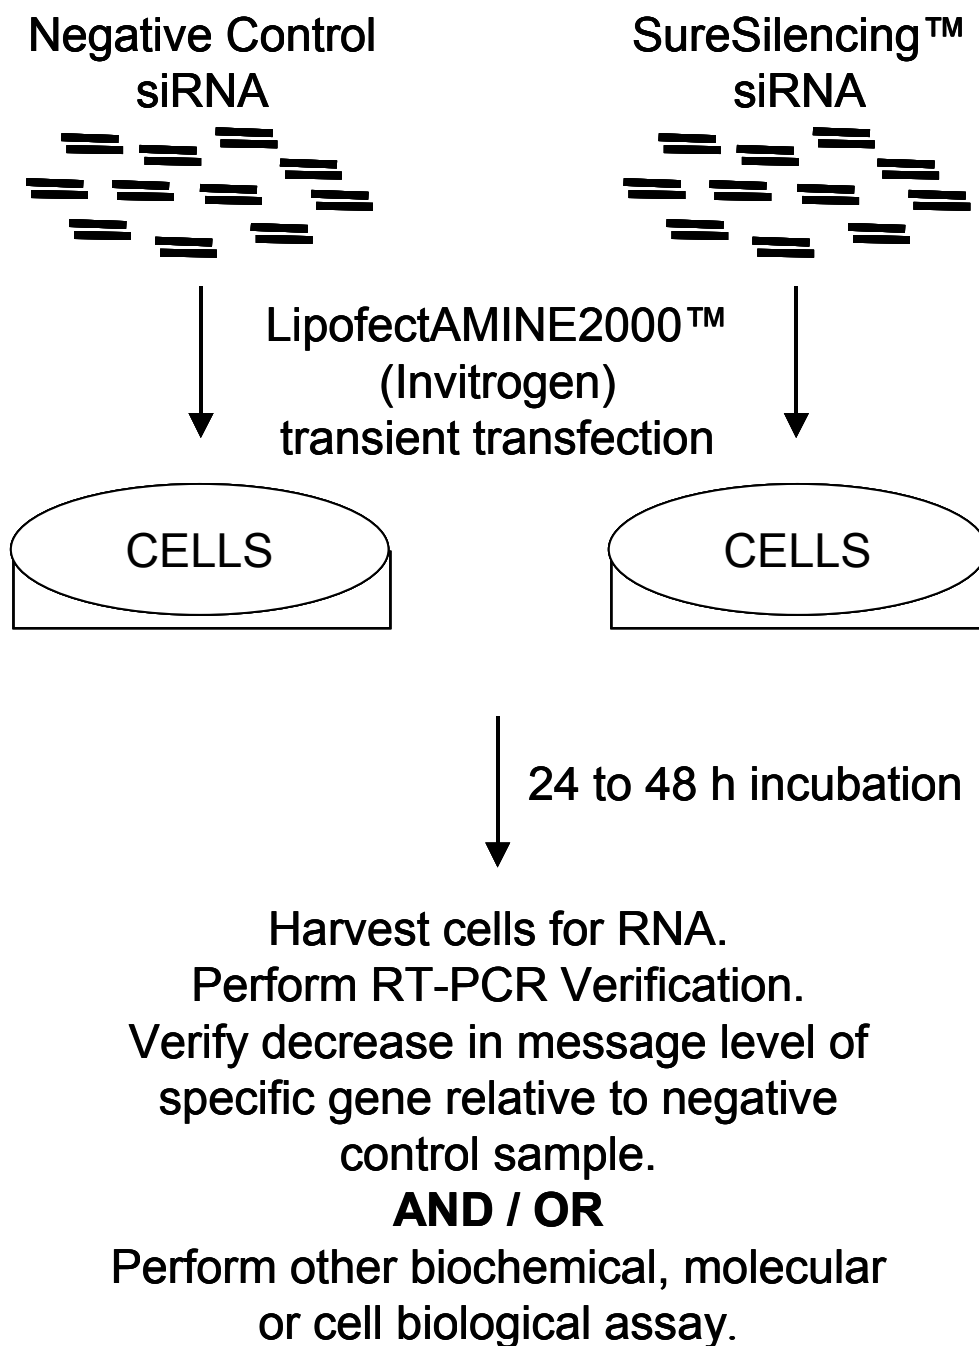 Negative Control
siRNA
SureSilencing™
siRNA
LipofectAMINE2000™
(Invitrogen)
transient transfection
CELLS
CELLS
24 to 48 h incubation
Harvest cells for RNA.
Perform RT-PCR Verification.
Verify decrease in message level of
specific gene relative to negative
control sample.
AND / OR
Perform other biochemical, molecular
or cell biological assay.